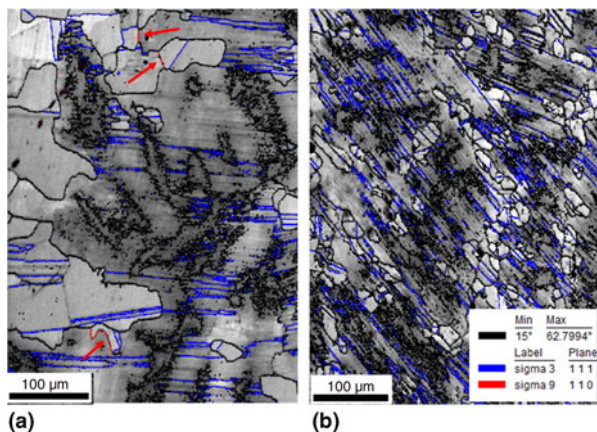 Min Max
15° 62.7994°
Label Plane
sigma 3 1 1 1
sigma 9 1 1 0
100 µm
100 µm
(a)
(b)